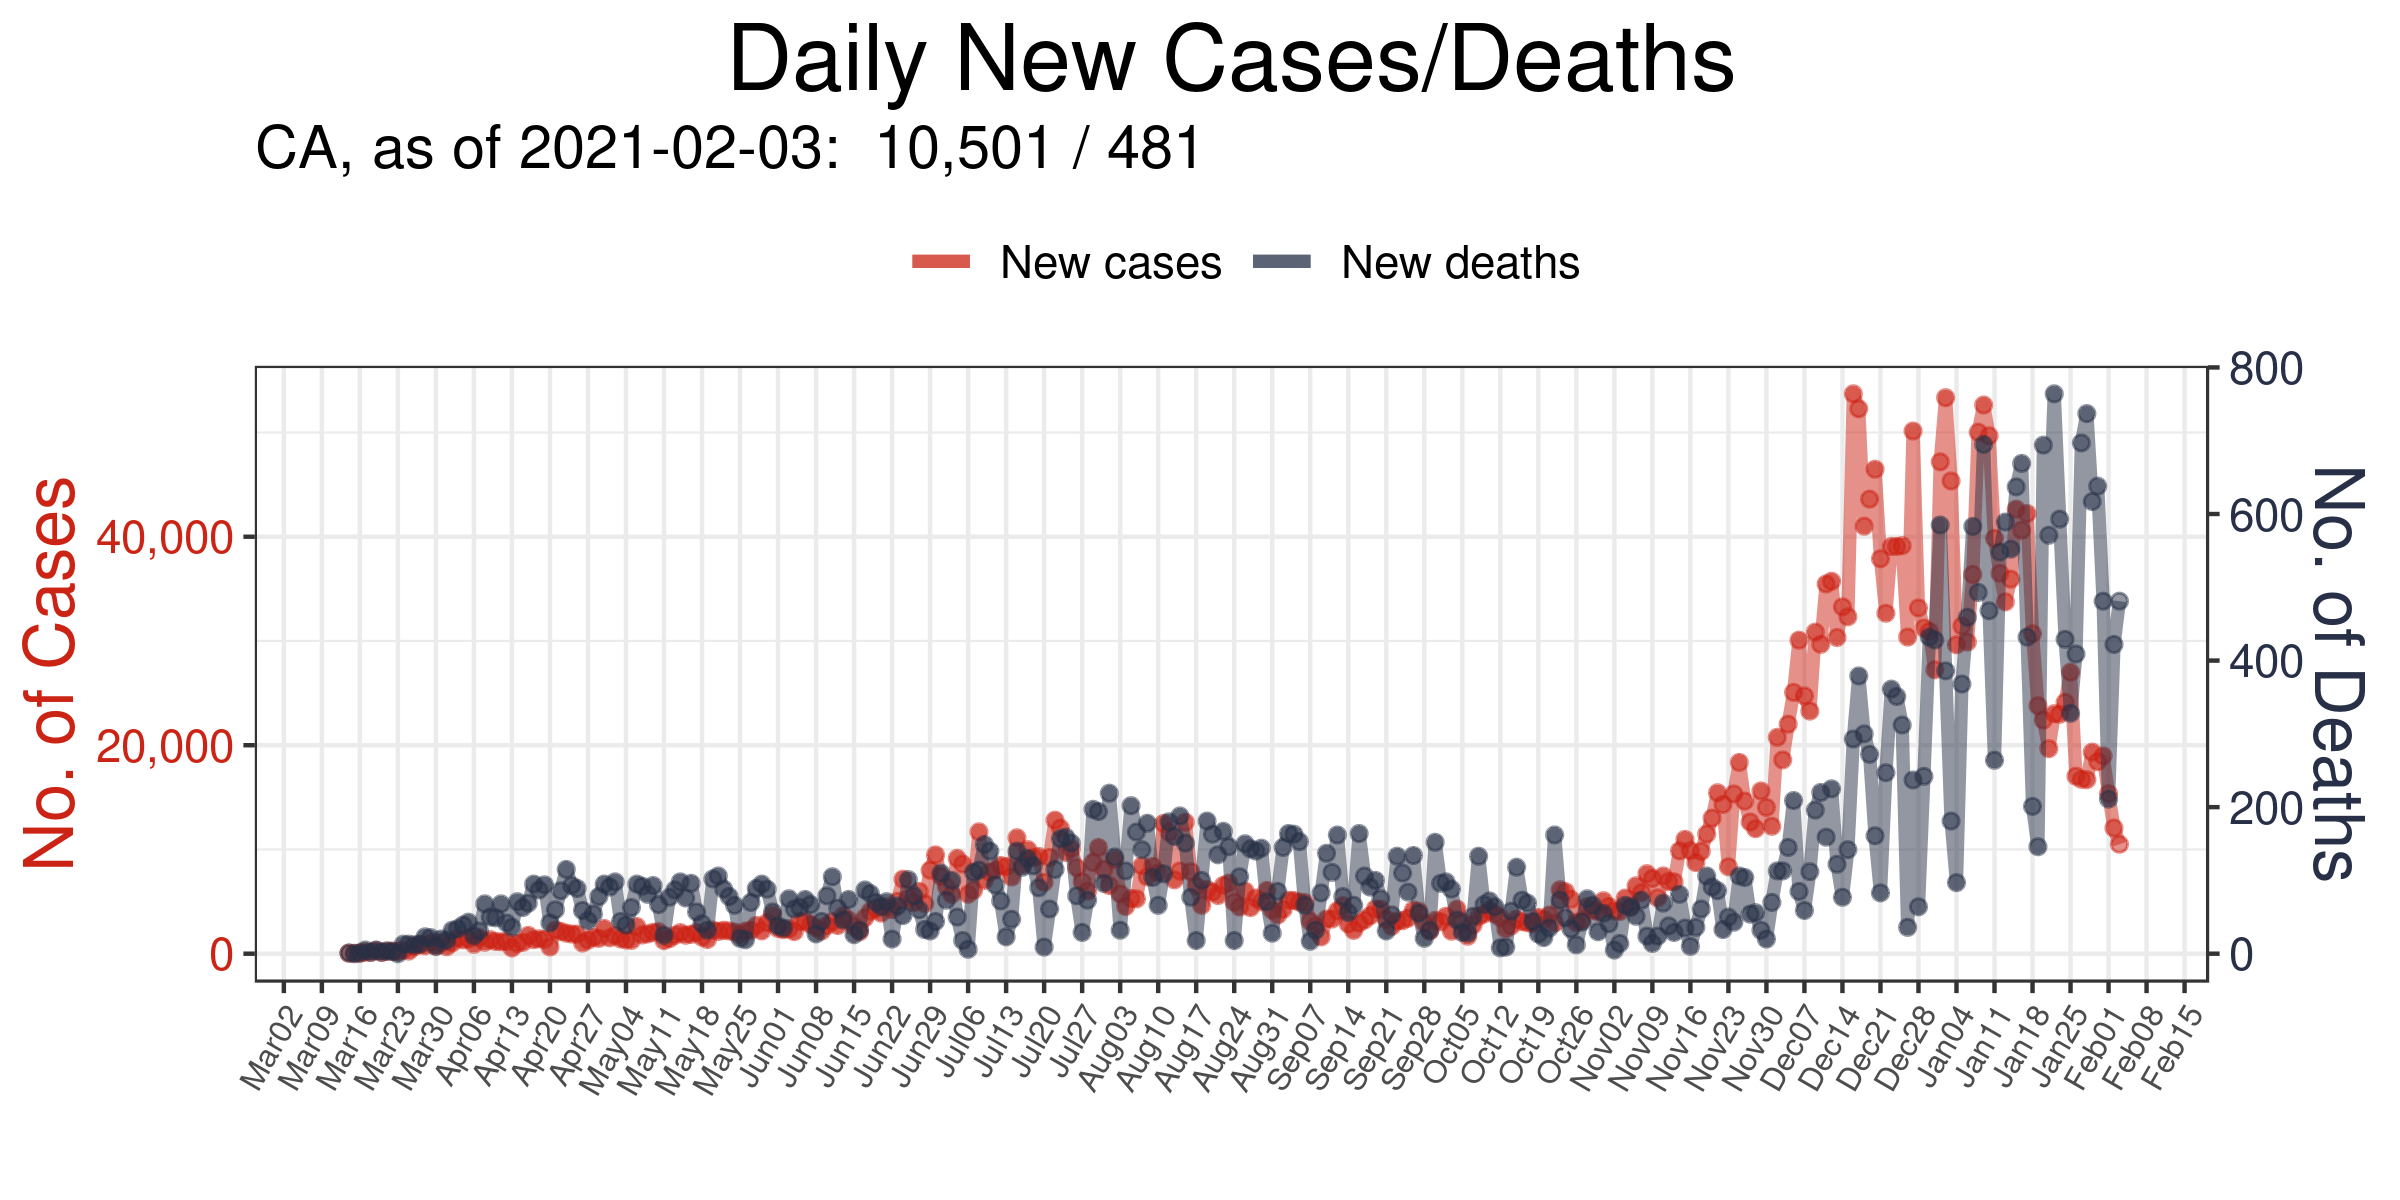 Daily New Cases/Deaths
CA, as of 2021-02-03:  10,501 / 481
New cases
New deaths
No. of Cases
40,000
20,000
0
800
600
400
200
0
No. of Deaths
Mar02
Mar09
Mar16
Mar23
Mar30
Apr06
Apr13
Apr20
Apr27
May04
May11
May18
May25
Jun01
Jun08
Jun15
Jun22
Jun29
Jul06
Jul13
Jul20
Jul27
Aug03
Aug10
Aug17
Aug24
Aug31
Sep07
Sep14
Sep21
Sep28
Oct05
Oct12
Oct19
Oct26
Nov02
Nov09
Nov16
Nov23
Nov30
Dec07
Dec14
Dec21
Dec28
Dec04
Jan11
Jan18
Jan25
Feb01
Feb08
Feb15